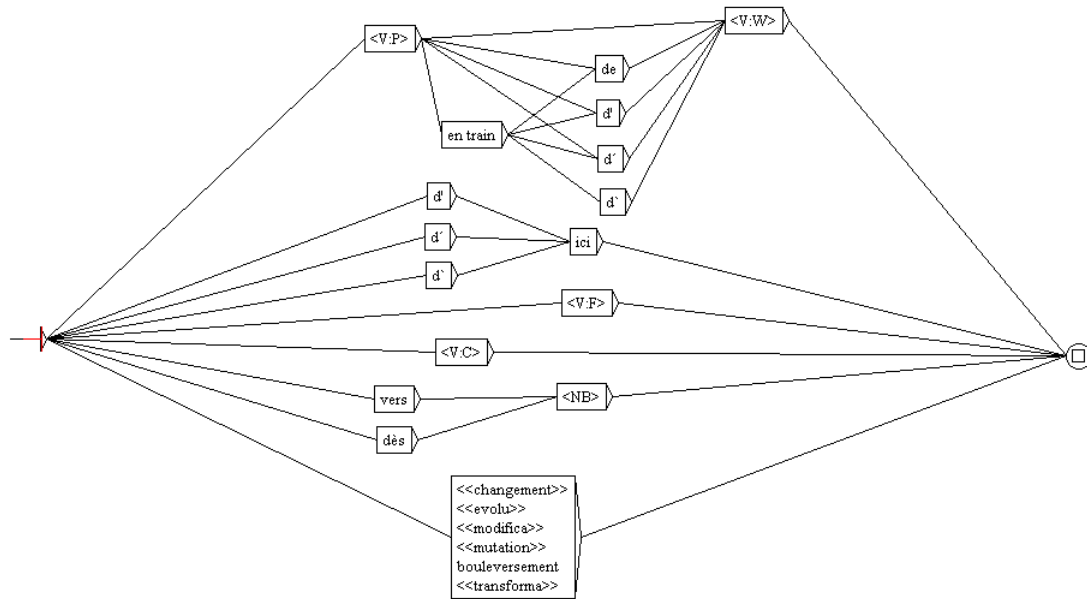 <V:P>
<V:W>
de
d'
en train
d´
d`
d'
d´
ici
d`
<V:F>
<V:C>
vers
<NB>
dès
<<changement>>
<<evolu>>
<<modifica>>
<<mutation>>
bouleversement
<<transforma>>